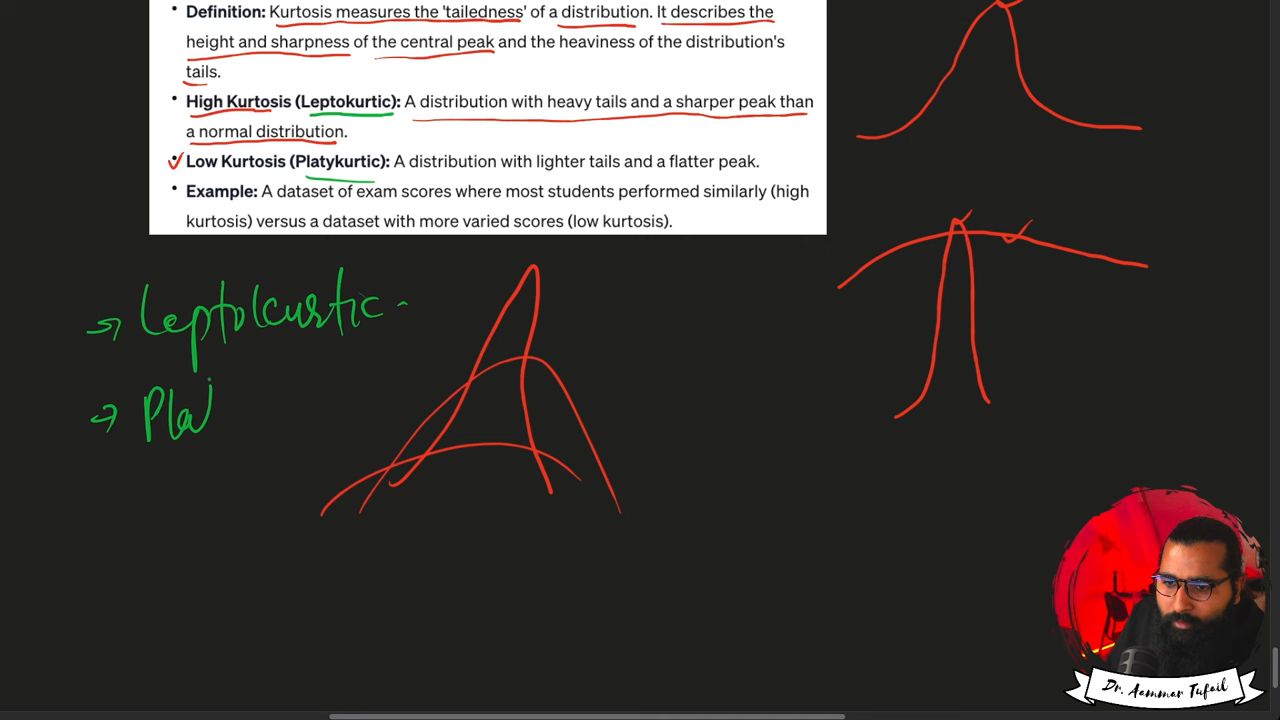 • Definition: Kurtosis measures the 'tailedness' of a distribution. It describes the
height and sharpness of the central peak and the heaviness of the distribution's
tails.
• High Kurtosis (Leptokurtic): A distribution with heavy tails and a sharper peak than
a normal distribution.
• Low Kurtosis (Platykurtic): A distribution with lighter tails and a flatter peak.
• Example: A dataset of exam scores where most students performed similarly (high
kurtosis) versus a dataset with more varied scores (low kurtosis).
→ Leptokurtic -
→ Pla
Dr. Aammar Tufail